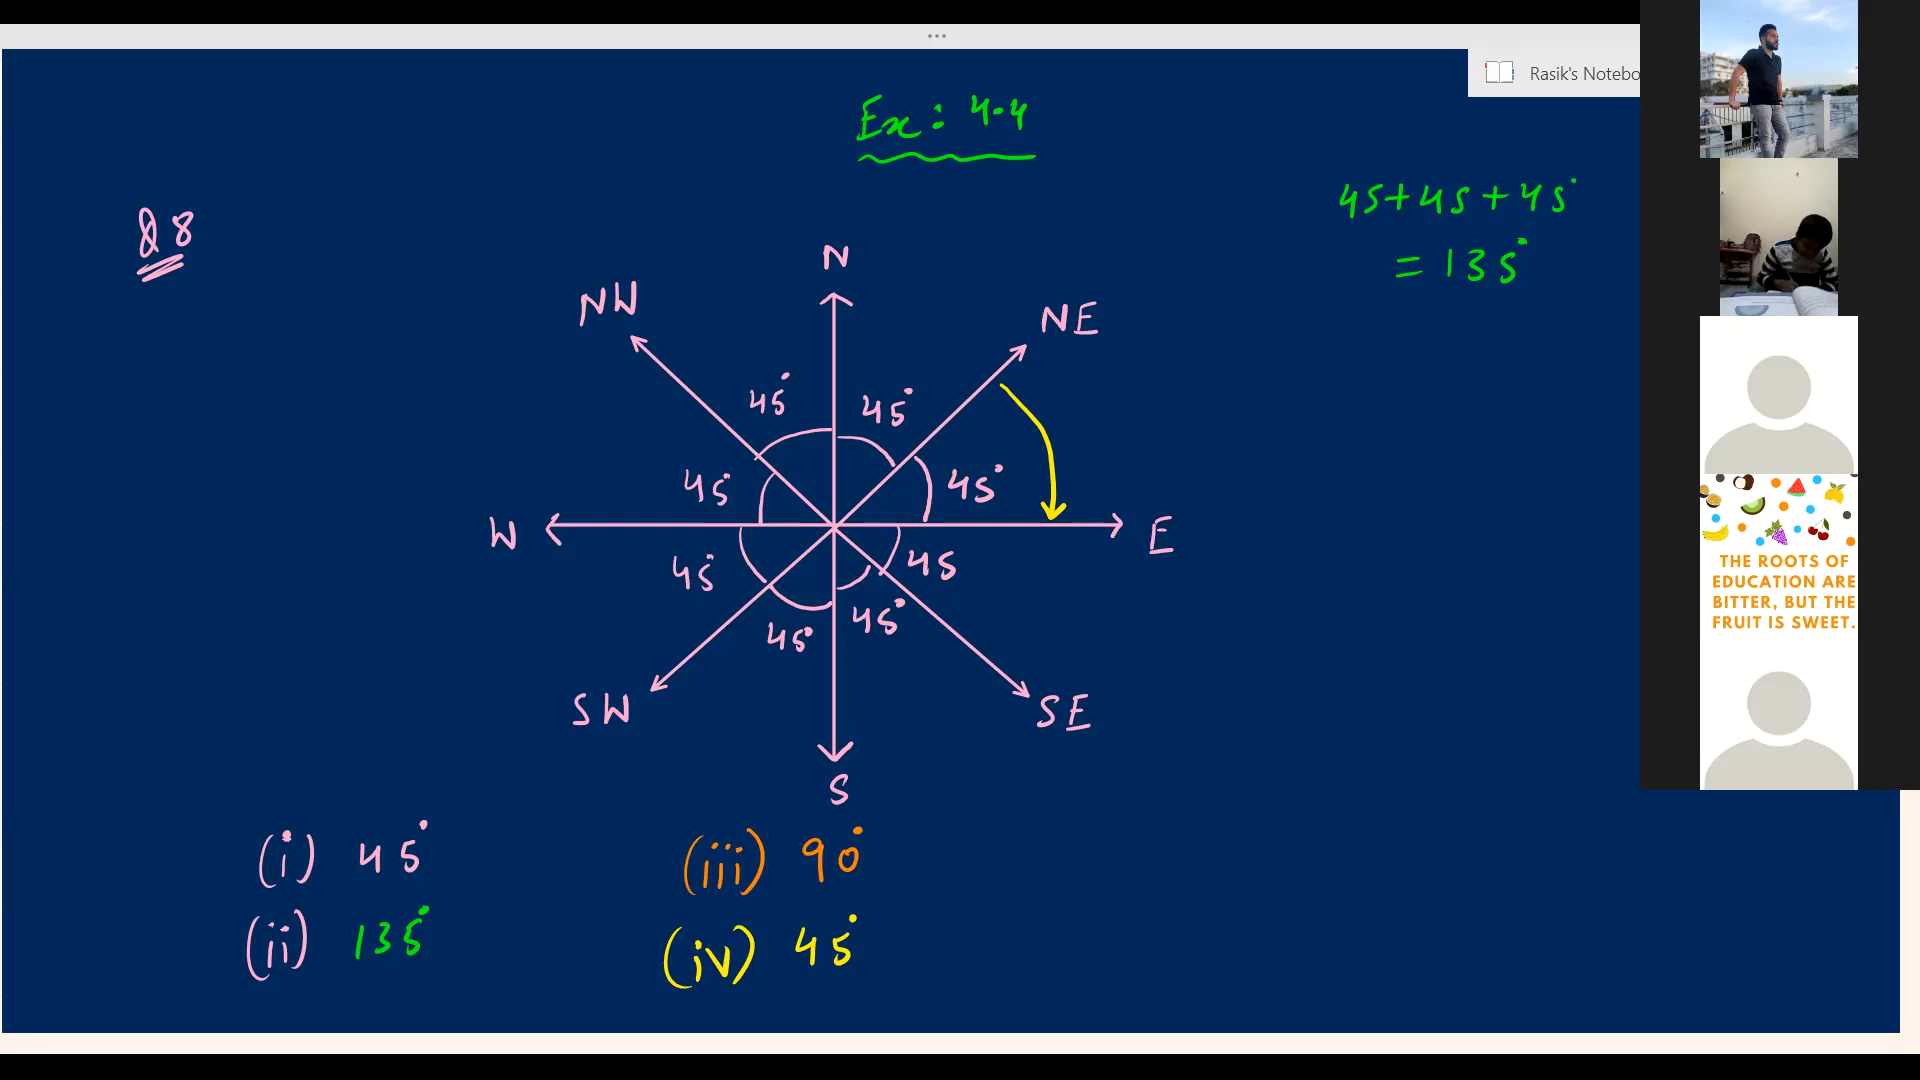 ...
Rasik's Notebo
Ex: 4.4
Q8
45+45+45°
= 135°
N
NW
NE
45°
45°
45°
45°
W
E
45°
45
45°
45°
SW
SE
S
(i) 45°
(iii) 90°
(ii) 135°
(iv) 45°
THE ROOTS OF
EDUCATION ARE
BITTER, BUT THE
FRUIT IS SWEET.